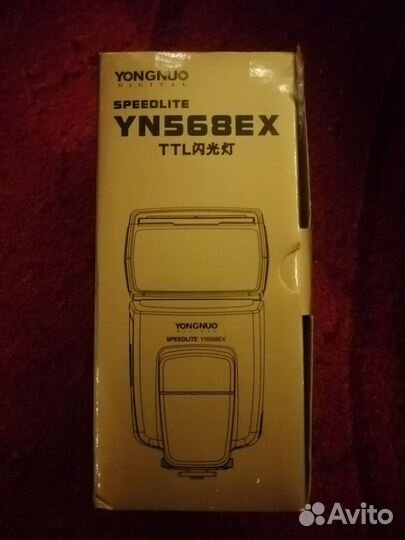 YONGNUO
DIGITAL
SPEEDLITE
YN568EX
TTL闪光灯
YONGNUO
DIGITAL
SPEEDLITE YN568EX
Avito